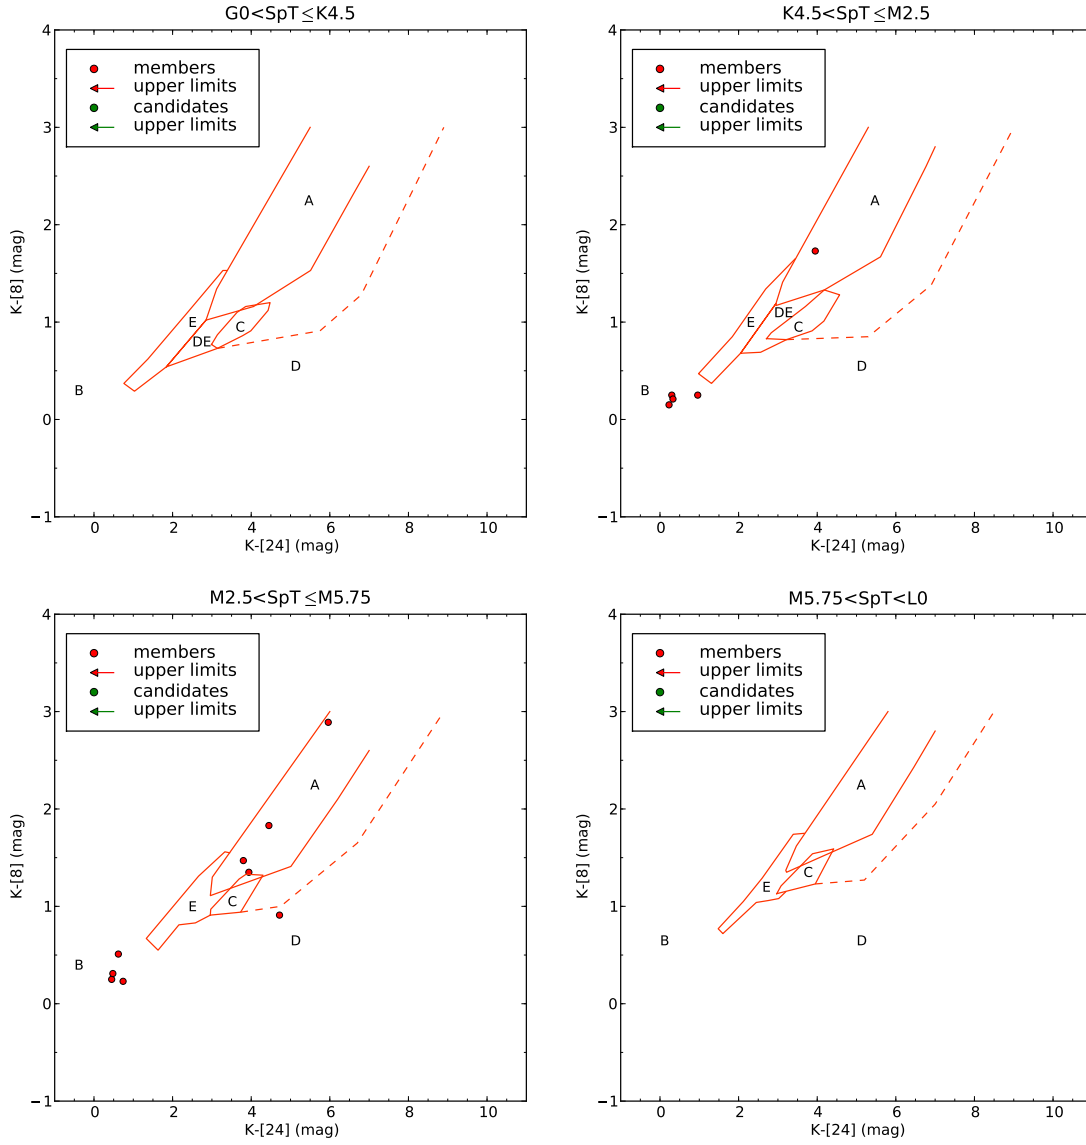 G0<SpT≤K4.5
members
upper limits
candidates
upper limits
A
E
C
DE
D
B
4
3
2
1
0
−1
0 2 4 6 8 10
K-[8] (mag)
K-[24] (mag)
K4.5<SpT≤M2.5
members
upper limits
candidates
upper limits
A
DE
E
C
D
B
4
3
2
1
0
−1
0 2 4 6 8 10
K-[8] (mag)
K-[24] (mag)
M2.5<SpT≤M5.75
members
upper limits
candidates
upper limits
A
C
E
D
B
4
3
2
1
0
−1
0 2 4 6 8 10
K-[8] (mag)
K-[24] (mag)
M5.75<SpT<L0
members
upper limits
candidates
upper limits
A
C
E
B
D
4
3
2
1
0
−1
0 2 4 6 8 10
K-[8] (mag)
K-[24] (mag)